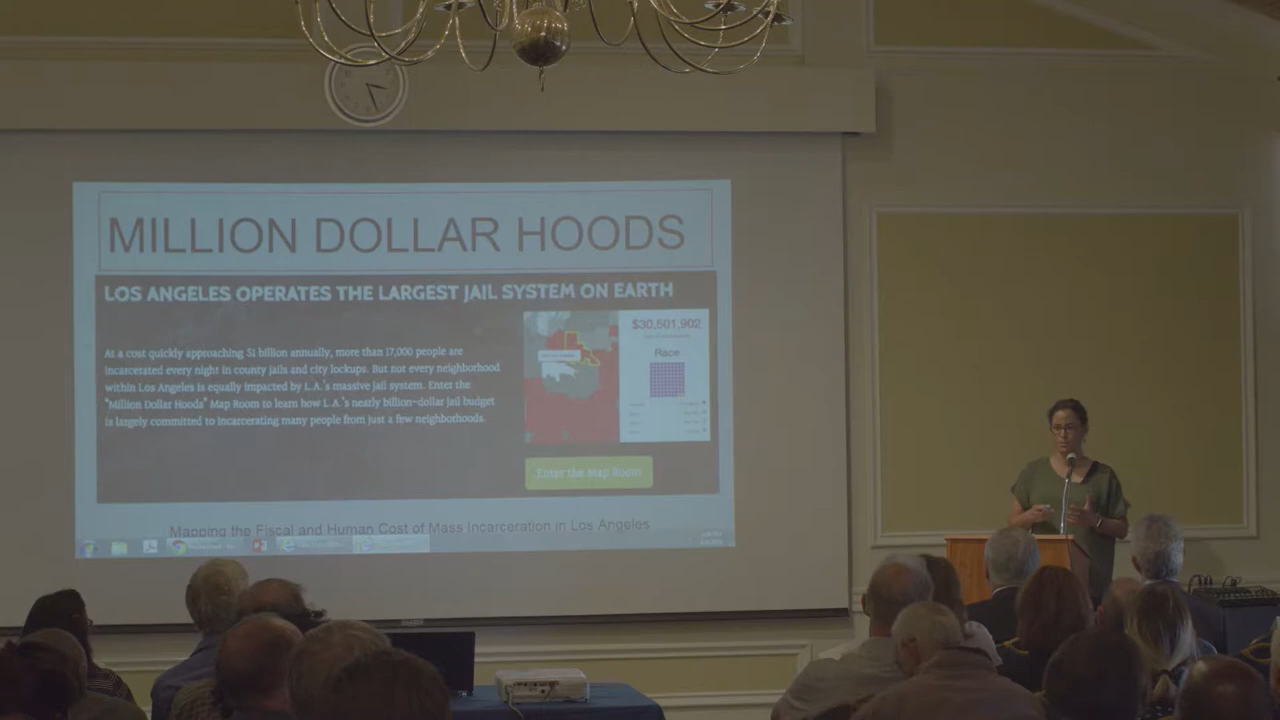 MILLION DOLLAR HOODS
LOS ANGELES OPERATES THE LARGEST JAIL SYSTEM ON EARTH
At a cost quickly approaching $1 billion annually, more than 17,000 people are
incarcerated every night in county jails and city lockups. But not every neighborhood
within Los Angeles is equally impacted by L.A.'s massive jail system. Enter the
"Million Dollar Hoods" Map Room to learn how L.A.'s nearly billion-dollar jail budget
is largely committed to incarcerating many people from just a few neighborhoods.
$30,501,902
Race
Enter the Map Room
Mapping the Fiscal and Human Cost of Mass Incarceration in Los Angeles